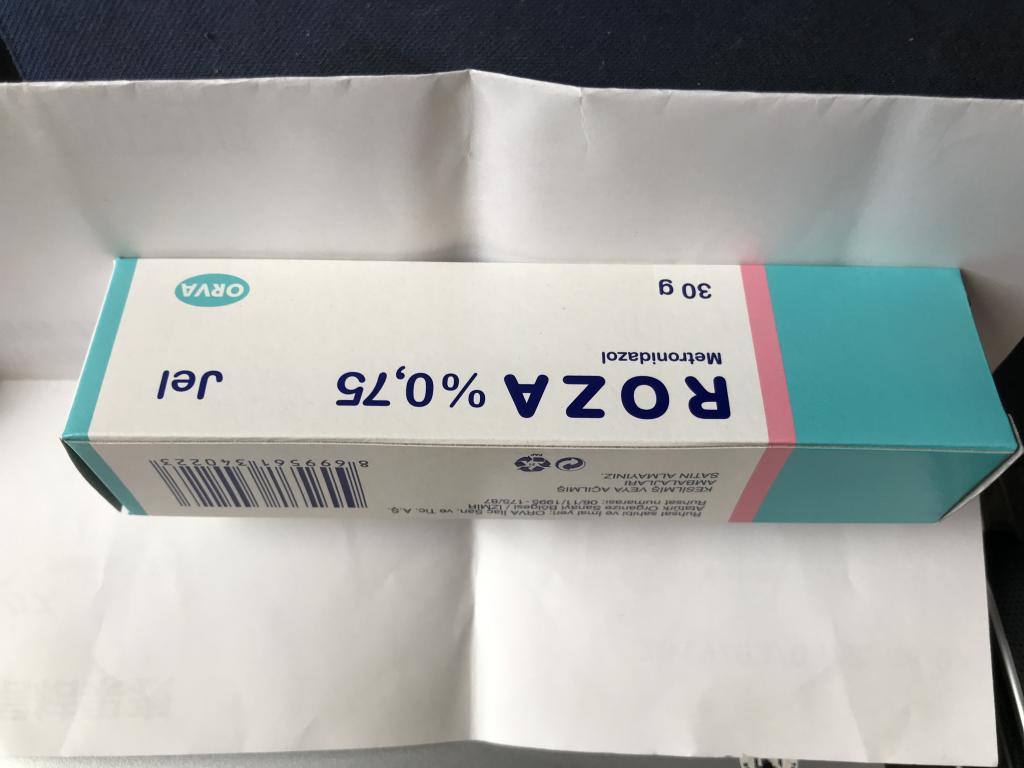 ROZA %0,75 Jel
Metronidazol
30 g
ORVA
Ruhsat sahibi ve İmal yeri: ORVA İlaç San. ve Tic. A.Ş.
Atatürk Organize Sanayi Bölgesi / İZMİR
Ruhsat numarası: 06/11/1995-175/87
KESİLMİŞ VEYA AÇILMIŞ
AMBALAJLARI
SATIN ALMAYINIZ.
8699561340223